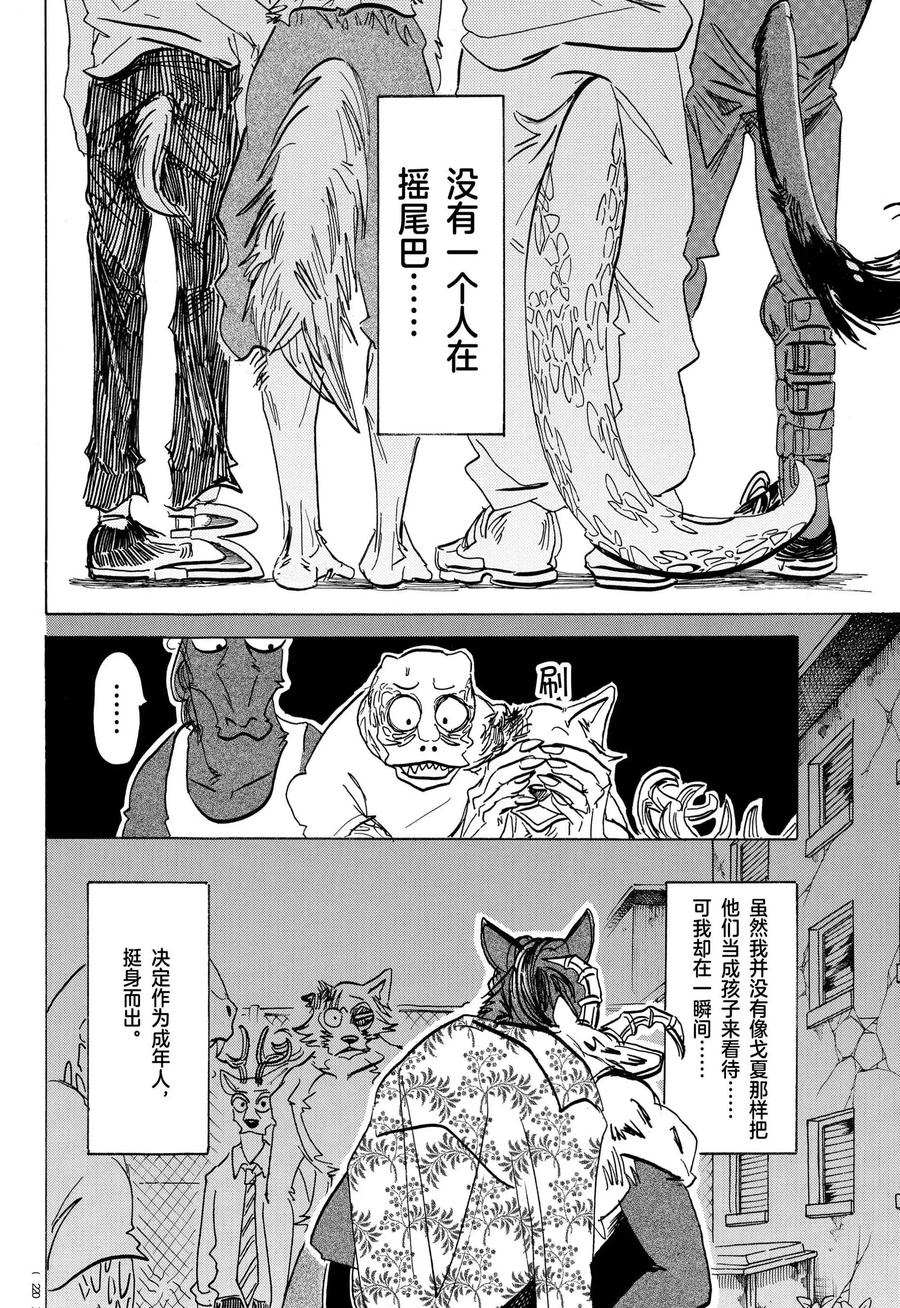 没有一个人在
摇尾巴……
刷
……
虽然我并没有像戈夏那样把
他们当成孩子来看待……
可我却在一瞬间……
决定作为成年人，
挺身而出。